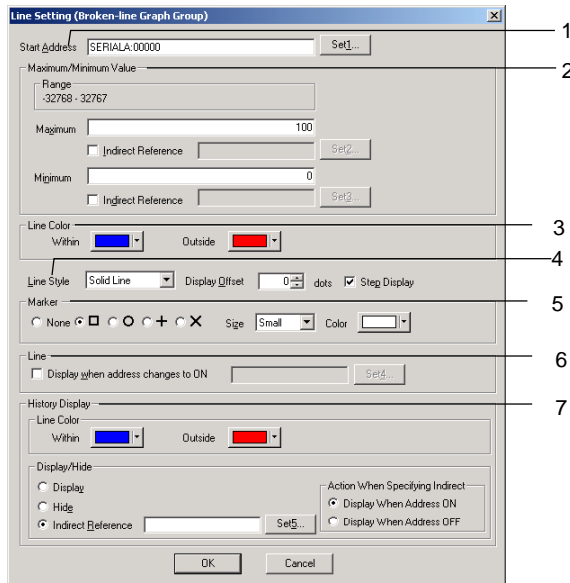 Line Setting (Broken-line Graph Group)
Start Address SERIALA:00000 Set1... 1
Maximum/Minimum Value 2
Range
-32768 - 32767
Maximum 100
Indirect Reference Set2...
Minimum 0
Indirect Reference Set3...
Line Color 3
Within Outside
4
Line Style Solid Line Display Offset 0 dots Step Display
Marker 5
None Size Small Color
Line 6
Display when address changes to ON Set4...
History Display 7
Line Color
Within Outside
Display/Hide
Display
Hide
Indirect Reference Set5...
Action When Specifying Indirect
Display When Address ON
Display When Address OFF
OK Cancel